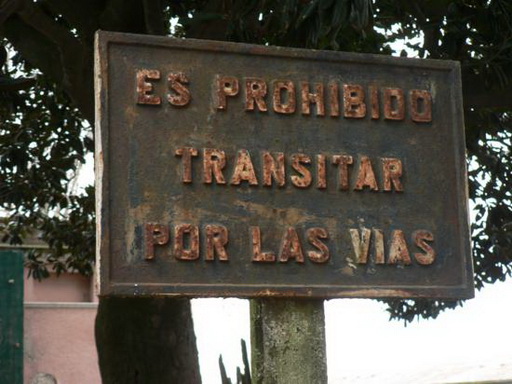 ES PROHIBIDO
TRANSITAR
POR LAS VIAS